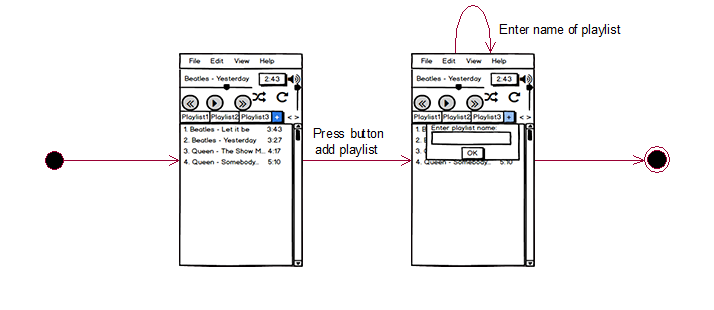 Enter name of playlist
File Edit View Help
Beatles - Yesterday 2:43
Playlist1 Playlist2 Playlist3 + < >
1. Beatles - Let it be 3:43
2. Beatles - Yesterday 3:27
3. Queen - The Show M... 4:17
4. Queen - Somebody.. 5:10
Press button
add playlist
File Edit View Help
Beatles - Yesterday 2:43
Playlist1 Playlist2 Playlist3 + < >
Enter playlist name:
OK
1. B
2. B
3. Q
4. Queen - Somebody.. 5:10